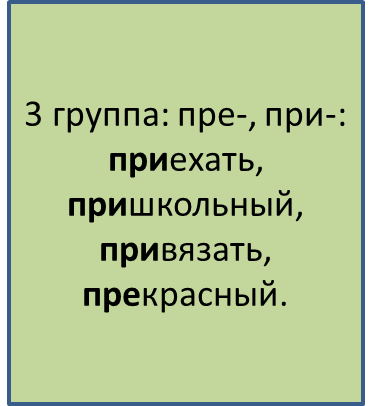 3 группа: пре-, при-:
приехать,
пришкольный,
привязать,
прекрасный.